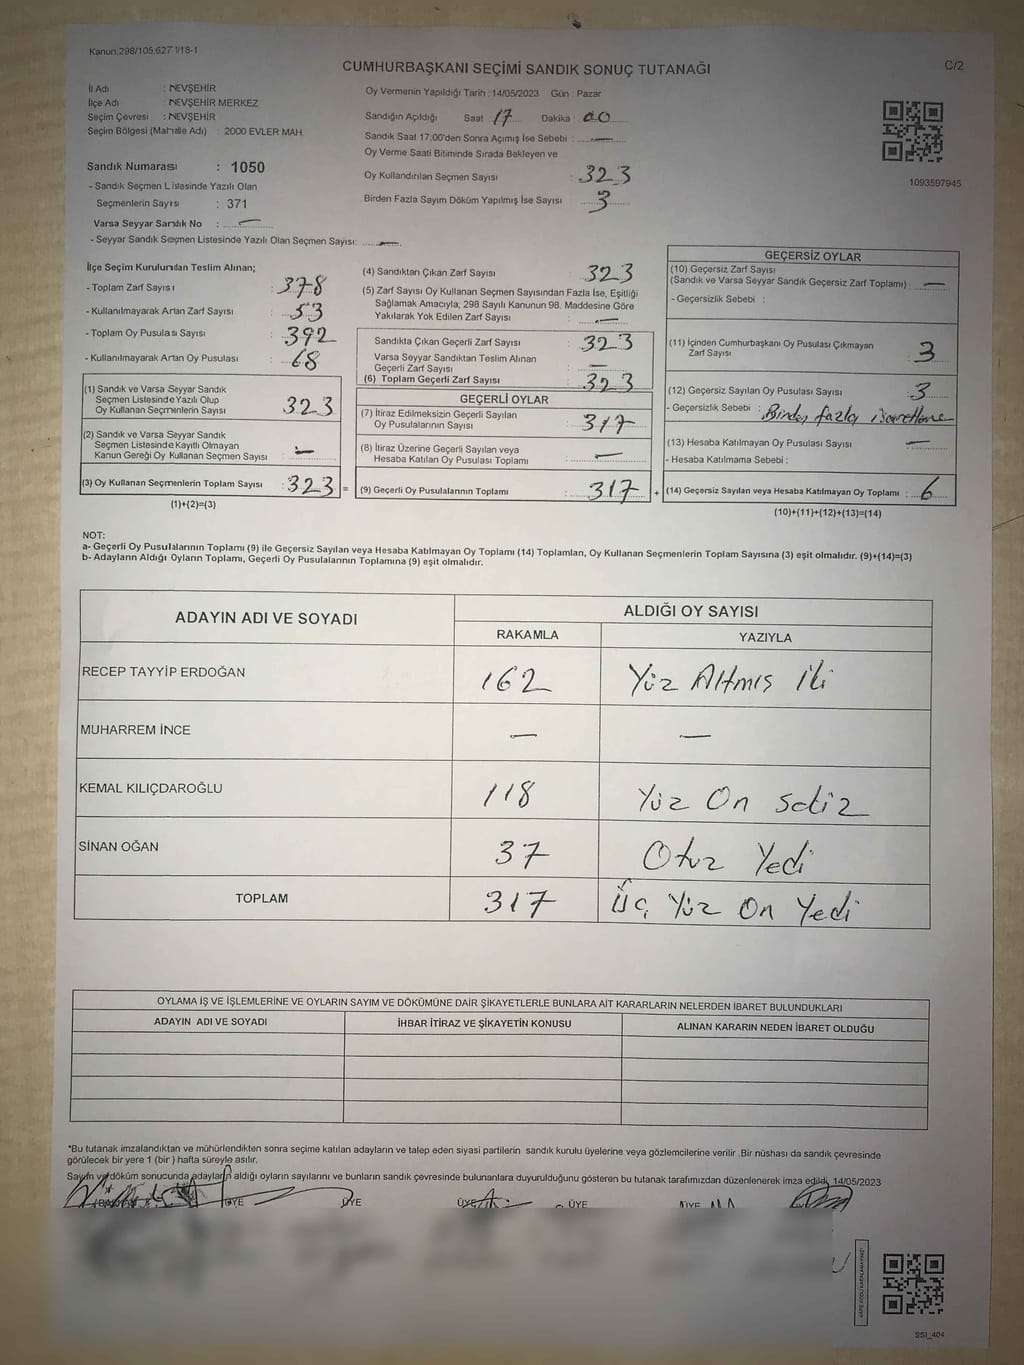 Kanun:298/105,627 1/18-1
CUMHURBAŞKANI SEÇİMİ SANDIK SONUÇ TUTANAĞI
C/2
İl Adı : NEVŞEHİR
İlçe Adı : NEVŞEHİR MERKEZ
Seçim Çevresi : NEVŞEHİR
Seçim Bölgesi (Mahalle Adı) : 2000 EVLER MAH.
Oy Vermenin Yapıldığı Tarih : 14/05/2023 Gün : Pazar
Sandığın Açıldığı Saat : 17 Dakika : 00
Sandık Saat 17:00'den Sonra Açımış İse Sebebi : —
Oy Verme Saati Bitiminde Sırada Bekleyen ve
Oy Kullandırılan Seçmen Sayısı : 323
Birden Fazla Sayım Döküm Yapılmış İse Sayısı 3
1093597945
Sandık Numarası : 1050
- Sandık Seçmen Listesinde Yazılı Olan
Seçmenlerin Sayısı : 371
Varsa Seyyar Sandık No : —
- Seyyar Sandık Seçmen Listesinde Yazılı Olan Seçmen Sayısı: —
İlçe Seçim Kurulundan Teslim Alınan;
- Toplam Zarf Sayısı : 378
- Kullanılmayarak Artan Zarf Sayısı : 53
- Toplam Oy Pusulası Sayısı : 392
- Kullanılmayarak Artan Oy Pusulası : 68
(1) Sandık ve Varsa Seyyar Sandık
Seçmen Listesinde Yazılı Olup
Oy Kullanan Seçmenlerin Sayısı : 323
(2) Sandık ve Varsa Seyyar Sandık
Seçmen Listesinde Kayıtlı Olmayan
Kanun Gereği Oy Kullanan Seçmen Sayısı : —
(3) Oy Kullanan Seçmenlerin Toplam Sayısı : 323 =
(1)+(2)=(3)
(4) Sandıktan Çıkan Zarf Sayısı : 323
(5) Zarf Sayısı Oy Kullanan Seçmen Sayısından Fazla İse, Eşitliği
Sağlamak Amacıyla; 298 Sayılı Kanunun 98. Maddesine Göre
Yakılarak Yok Edilen Zarf Sayısı : —
Sandıkta Çıkan Geçerli Zarf Sayısı : 323
Varsa Seyyar Sandıktan Teslim Alınan
Geçerli Zarf Sayısı : —
(6) Toplam Geçerli Zarf Sayısı : 323
GEÇERLİ OYLAR
(7) İtiraz Edilmeksizin Geçerli Sayılan
Oy Pusulalarının Sayısı : 317
(8) İtiraz Üzerine Geçerli Sayılan veya
Hesaba Katılan Oy Pusulası Toplamı : —
(9) Geçerli Oy Pusulalarının Toplamı : 317 +
GEÇERSİZ OYLAR
(10) Geçersiz Zarf Sayısı
(Sandık ve Varsa Seyyar Sandık Geçersiz Zarf Toplamı) : —
- Geçersizlik Sebebi :
(11) İçinden Cumhurbaşkanı Oy Pusulası Çıkmayan
Zarf Sayısı : 3
(12) Geçersiz Sayılan Oy Pusulası Sayısı : 3
- Geçersizlik Sebebi : Birden fazla işaretleme
(13) Hesaba Katılmayan Oy Pusulası Sayısı —
- Hesaba Katılmama Sebebi :
(14) Geçersiz Sayılan veya Hesaba Katılmayan Oy Toplamı : 6
(10)+(11)+(12)+(13)=(14)
NOT:
a- Geçerli Oy Pusulalarının Toplamı (9) ile Geçersiz Sayılan veya Hesaba Katılmayan Oy Toplamı (14) Toplamları, Oy Kullanan Seçmenlerin Toplam Sayısına (3) eşit olmalıdır. (9)+(14)=(3)
b- Adayların Aldığı Oyların Toplamı, Geçerli Oy Pusulalarının Toplamına (9) eşit olmalıdır.
ADAYIN ADI VE SOYADI ALDIĞI OY SAYISI
RAKAMLA YAZIYLA
RECEP TAYYİP ERDOĞAN 162 Yüz Altmış iki
MUHARREM İNCE — —
KEMAL KILIÇDAROĞLU 118 Yüz On sekiz
SİNAN OĞAN 37 Otuz Yedi
TOPLAM 317 Üç Yüz On Yedi
OYLAMA İŞ VE İŞLEMLERİNE VE OYLARIN SAYIM VE DÖKÜMÜNE DAİR ŞİKAYETLERLE BUNLARA AİT KARARLARIN NELERDEN İBARET BULUNDUKLARI
ADAYIN ADI VE SOYADI İHBAR İTİRAZ VE ŞİKAYETİN KONUSU ALINAN KARARIN NEDEN İBARET OLDUĞU
*Bu tutanak imzalandıktan ve mühürlendikten sonra seçime katılan adayların ve talep eden siyasi partilerin sandık kurulu üyelerine veya gözlemcilerine verilir .Bir nüshası da sandık çevresinde
görülecek bir yere 1 (bir ) hafta süreyle asılır.
Sayım ve döküm sonucunda adayların aldığı oyların sayılarını ve bunların sandık çevresinde bulunanlara duyurulduğunu gösteren bu tutanak tarafımızdan düzenlenerek imza edildi. 14/05/2023
ÜYE ÜYE ÜYE ÜYE ÜYE
SSI_404